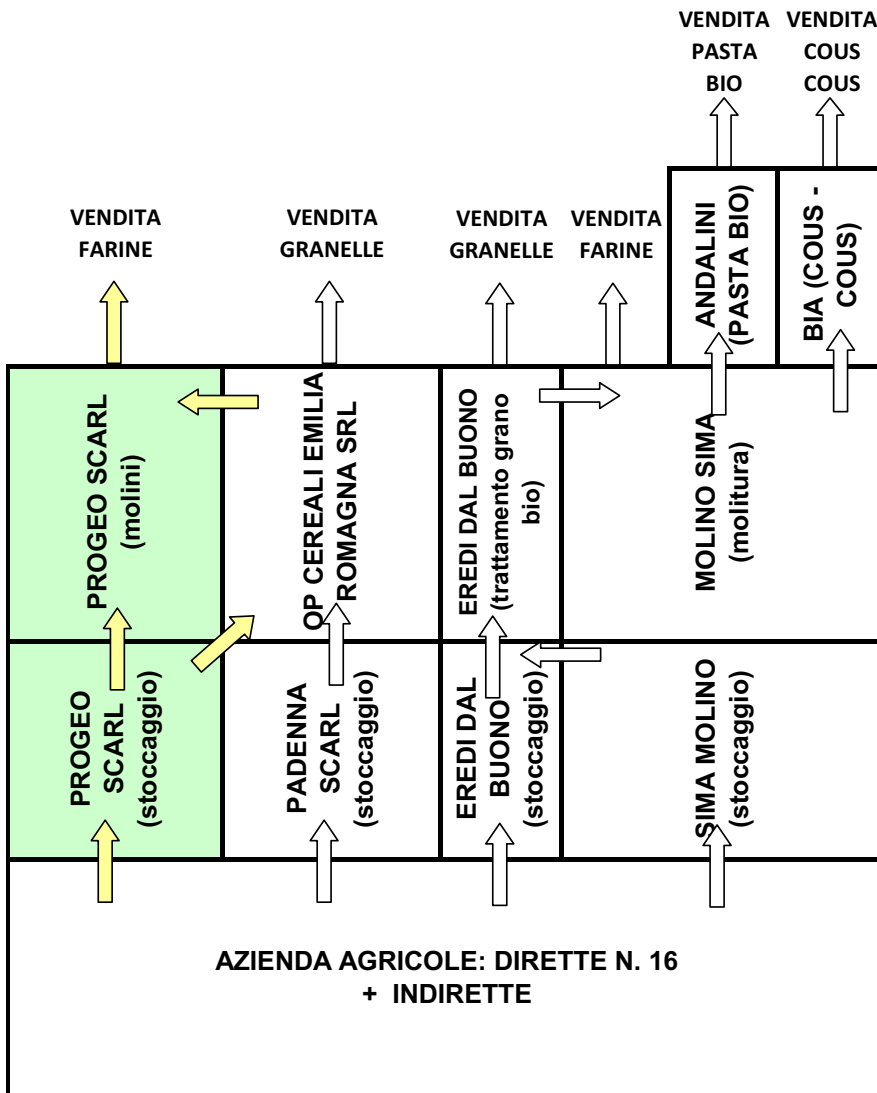 VENDITA
PASTA
BIO
VENDITA
COUS
COUS
VENDITA
FARINE
VENDITA
GRANELLE
VENDITA
GRANELLE
VENDITA
FARINE
ANDALINI
(PASTA BIO)
BIA (COUS -
COUS)
PROGEO SCARL
(molini)
OP CEREALI EMILIA
ROMAGNA SRL
EREDI DAL BUONO
(trattamento grano
bio)
MOLINO SIMA
(molitura)
PROGEO
SCARL
(stoccaggio)
PADENNA
SCARL
(stoccaggio)
EREDI DAL
BUONO
(stoccaggio)
SIMA MOLINO
(stoccaggio)
AZIENDA AGRICOLE: DIRETTE N. 16
+ INDIRETTE